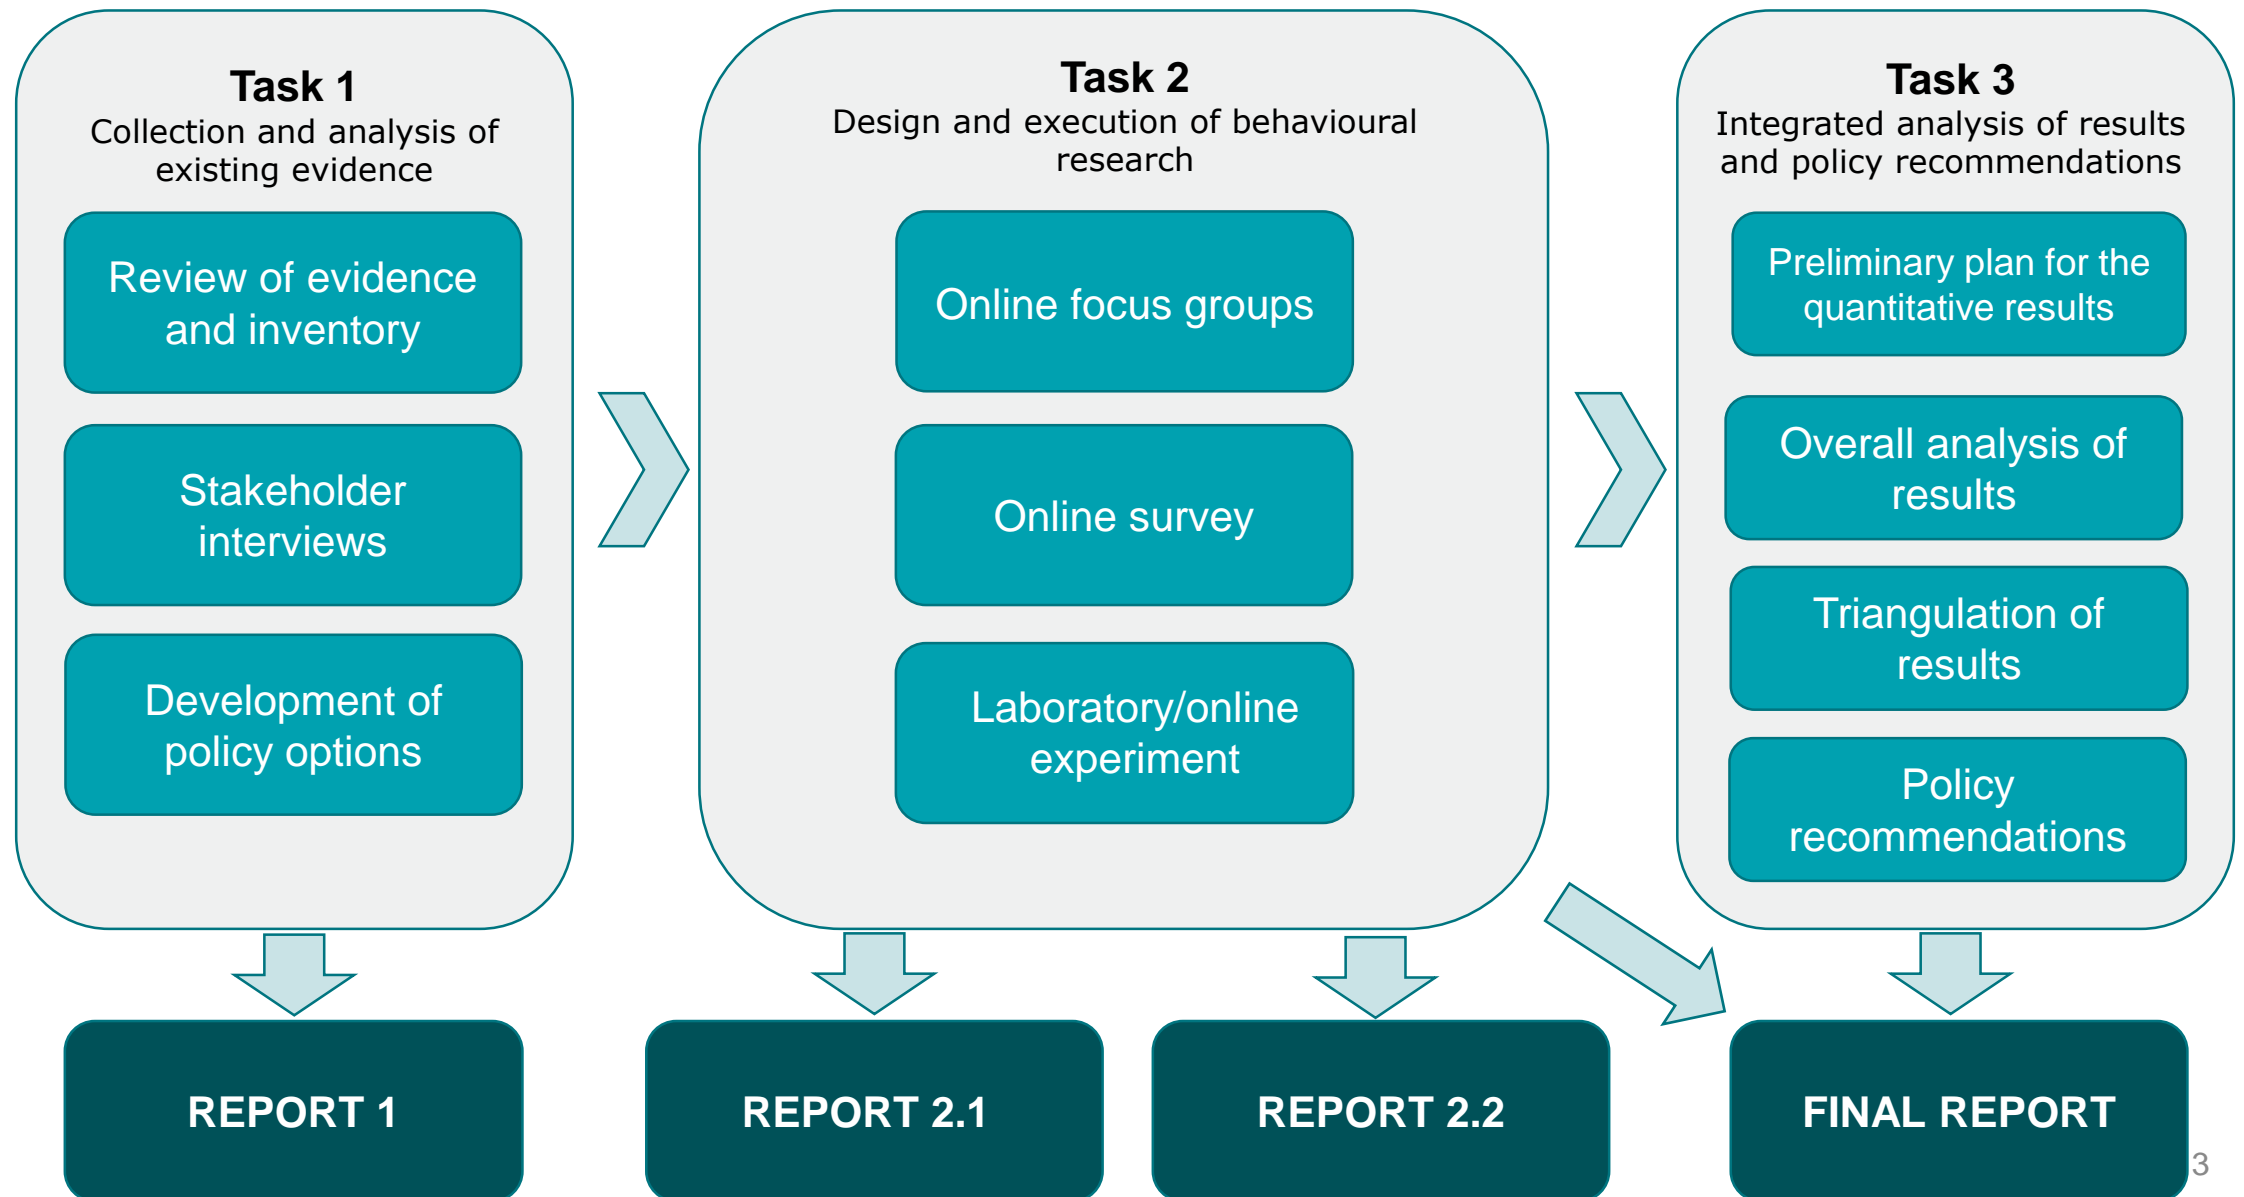 Task 1
Collection and analysis of
existing evidence
Review of evidence
and inventory
Stakeholder
interviews
Development of
policy options
Task 2
Design and execution of behavioural
research
Online focus groups
Online survey
Laboratory/online
experiment
Task 3
Integrated analysis of results
and policy recommendations
Preliminary plan for the
quantitative results
Overall analysis of
results
Triangulation of
results
Policy
recommendations
REPORT 1
REPORT 2.1
REPORT 2.2
FINAL REPORT
3